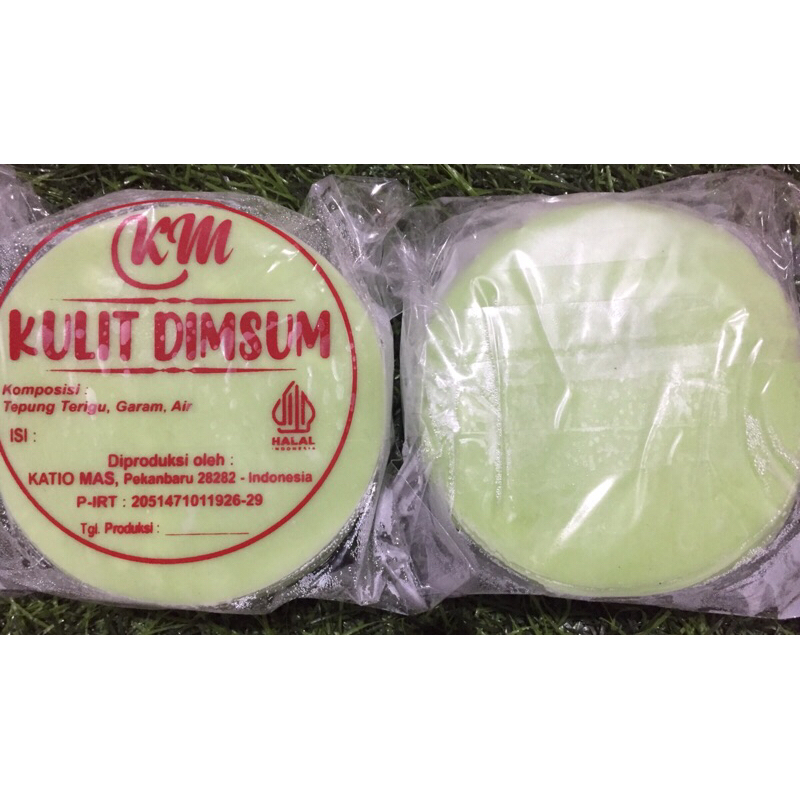 KM
KULIT DIMSUM
Komposisi :
Tepung Terigu, Garam, Air
HALAL
INDONESIA
ISI :
Diproduksi oleh :
KATIO MAS, Pekanbaru 28282 - Indonesia
P-IRT : 2051471011926-29
Tgl. Produksi :